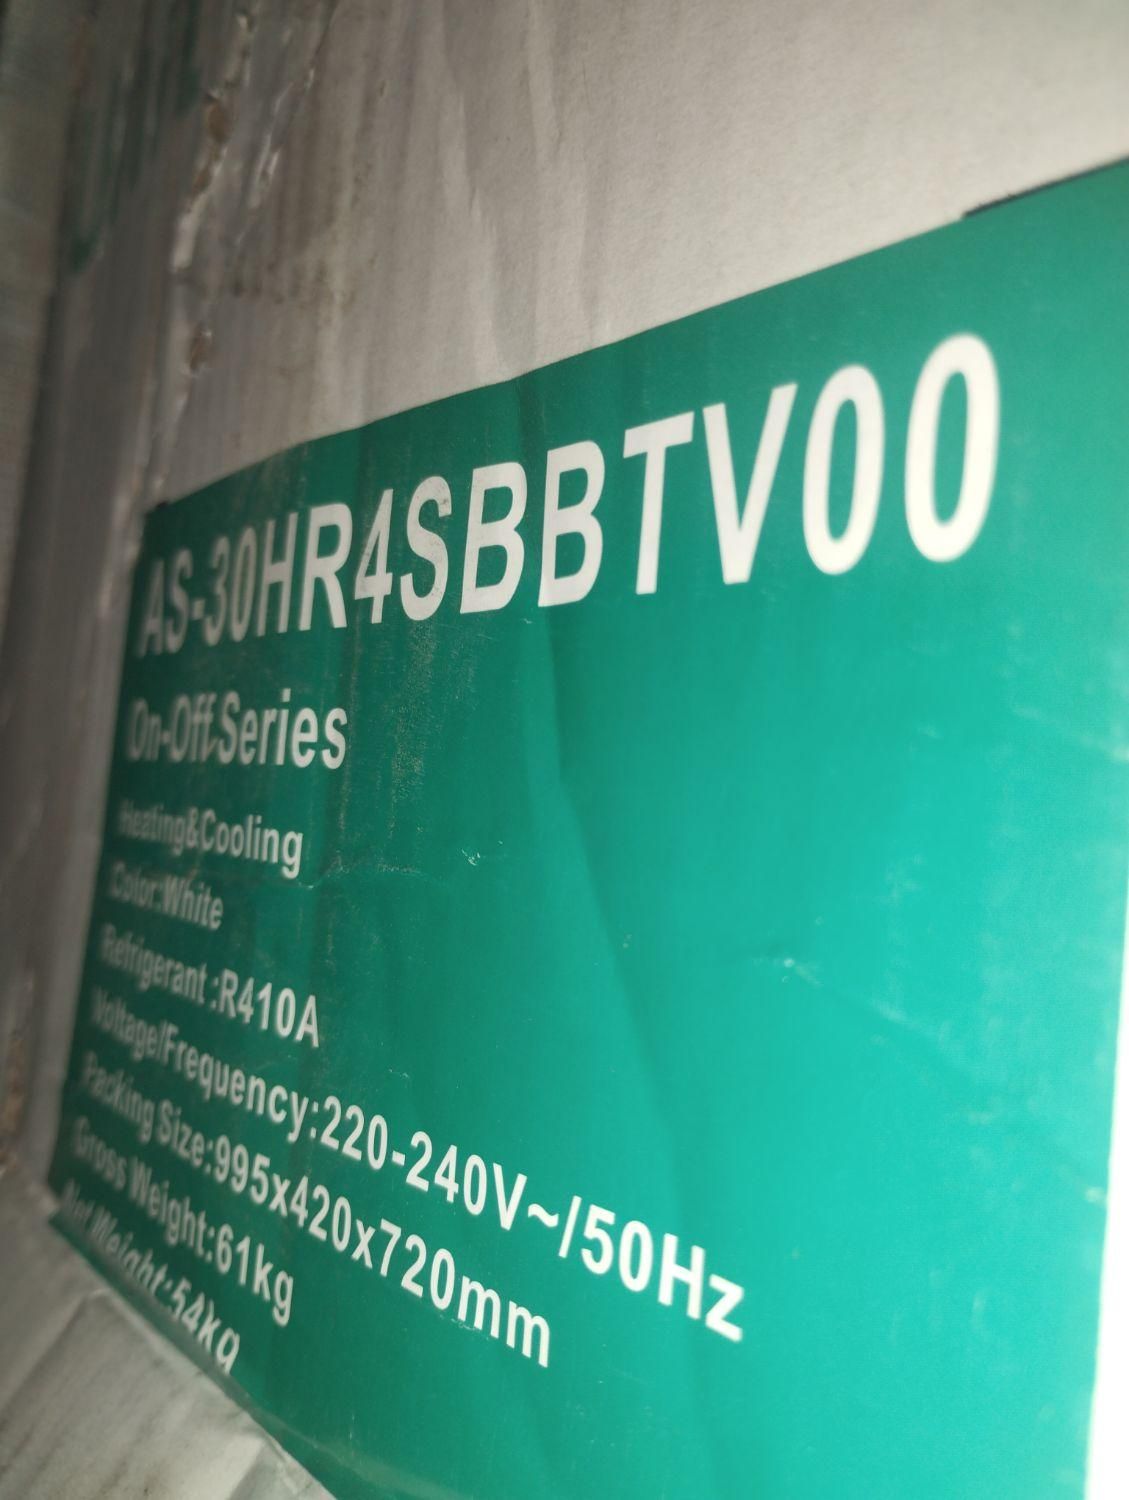 AS-30HR4SBBTV00
On-Off Series
Heating&Cooling
Color:White
Refrigerant :R410A
Voltage/Frequency:220-240V~/50Hz
Packing Size:995x420x720mm
Gross Weight:61kg
Net Weight:54kg